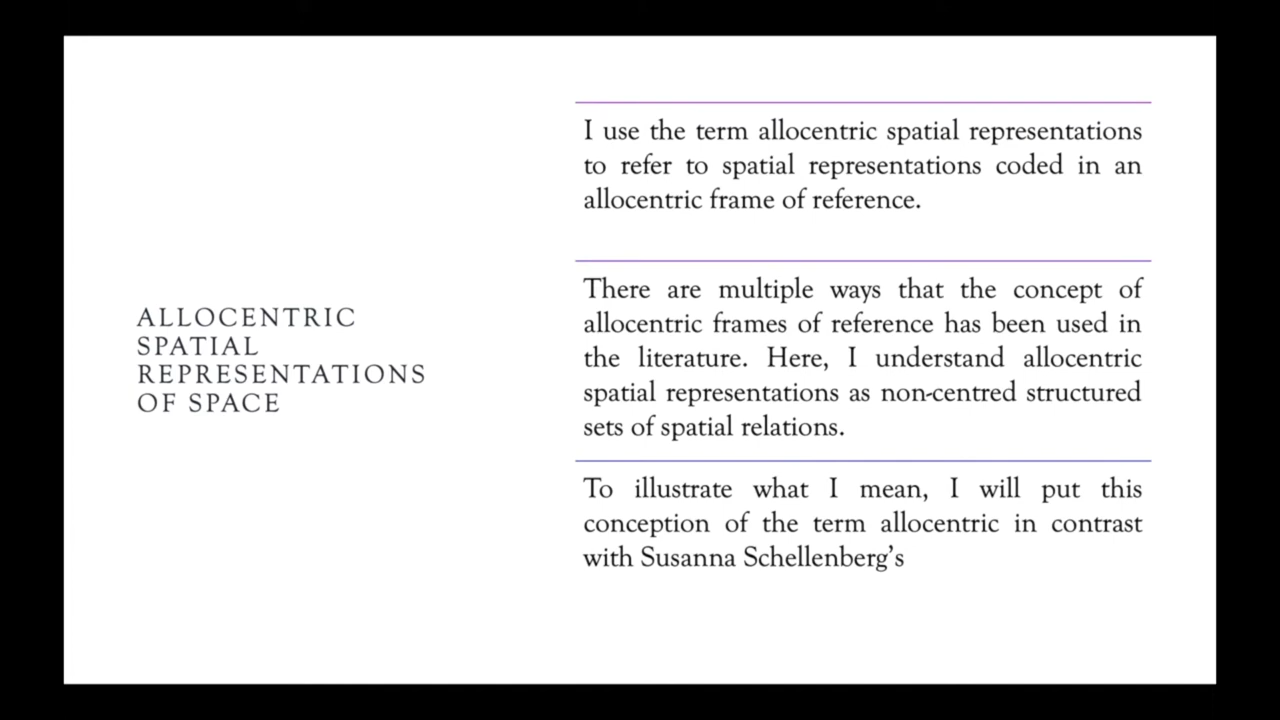 ALLOCENTRIC
SPATIAL
REPRESENTATIONS
OF SPACE
I use the term allocentric spatial representations
to refer to spatial representations coded in an
allocentric frame of reference.
There are multiple ways that the concept of
allocentric frames of reference has been used in
the literature. Here, I understand allocentric
spatial representations as non-centred structured
sets of spatial relations.
To illustrate what I mean, I will put this
conception of the term allocentric in contrast
with Susanna Schellenberg’s